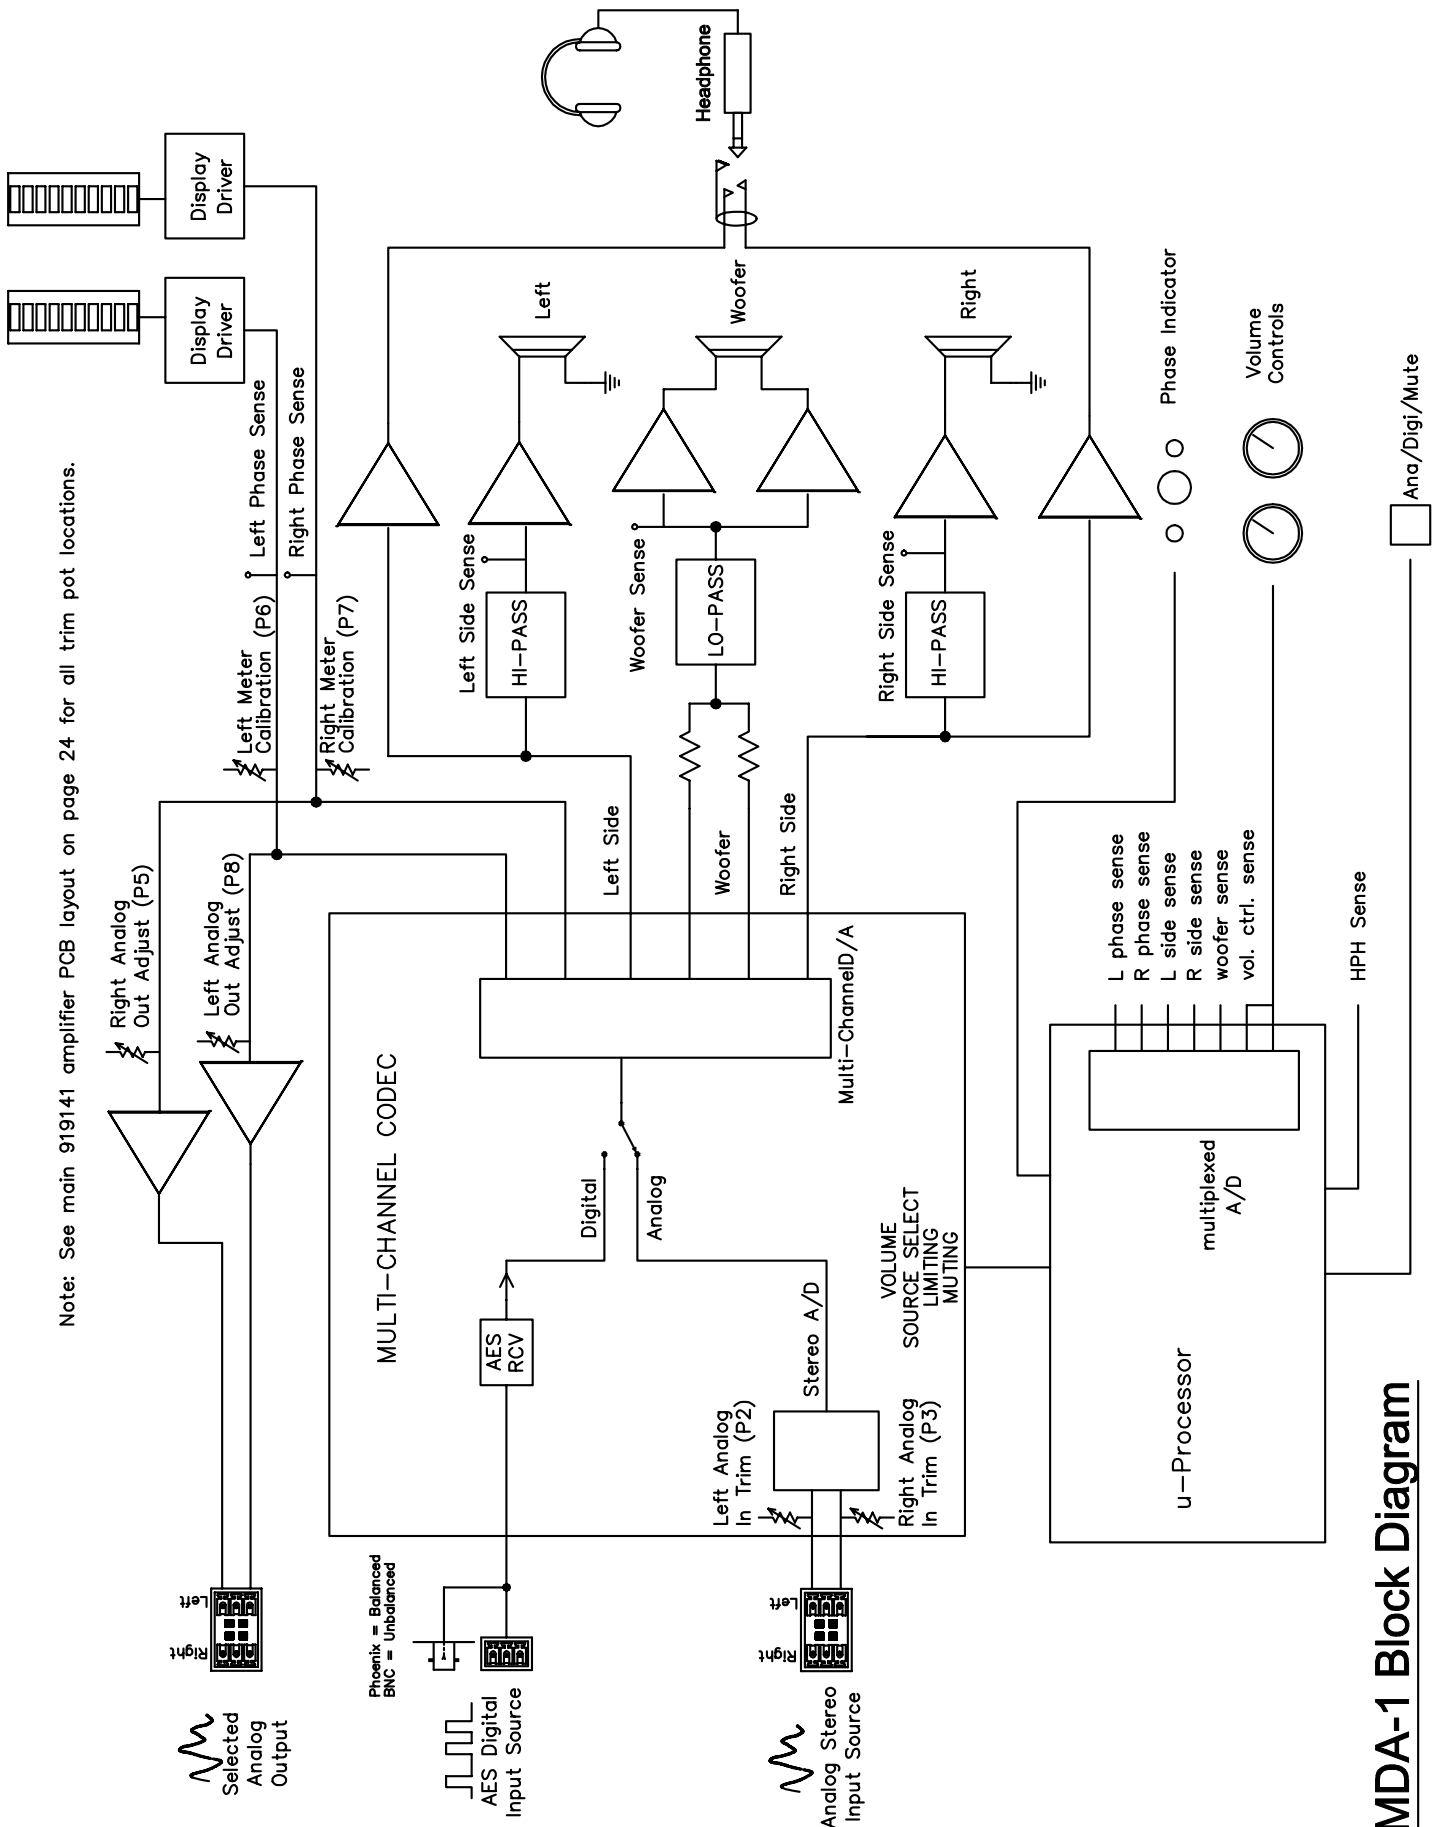 Note: See main 919141 amplifier PCB layout on page 24 for all trim pot locations.
Selected
Analog
Output
Right
Left
Right Analog
Out Adjust (P5)
Left Analog
Out Adjust (P8)
Left Meter
Calibration (P6)
Right Meter
Calibration (P7)
Left Phase Sense
Right Phase Sense
Display
Driver
Display
Driver
Phoenix = Balanced
BNC = Unbalanced
AES Digital
Input Source
MULTI-CHANNEL CODEC
AES
RCV
Digital
Analog
Multi-ChannelD/A
Analog Stereo
Input Source
Right
Left
Left Analog
In Trim (P2)
Right Analog
In Trim (P3)
Stereo A/D
VOLUME
SOURCE SELECT
LIMITING
MUTING
Left Side
Woofer
Right Side
Left Side Sense
HI-PASS
Left
Woofer Sense
LO-PASS
Woofer
Right Side Sense
HI-PASS
Right
Headphone
u-Processor
multiplexed
A/D
L phase sense
R phase sense
L side sense
R side sense
woofer sense
vol. ctrl. sense
HPH Sense
Phase Indicator
Volume
Controls
Ana/Digi/Mute
MDA-1 Block Diagram